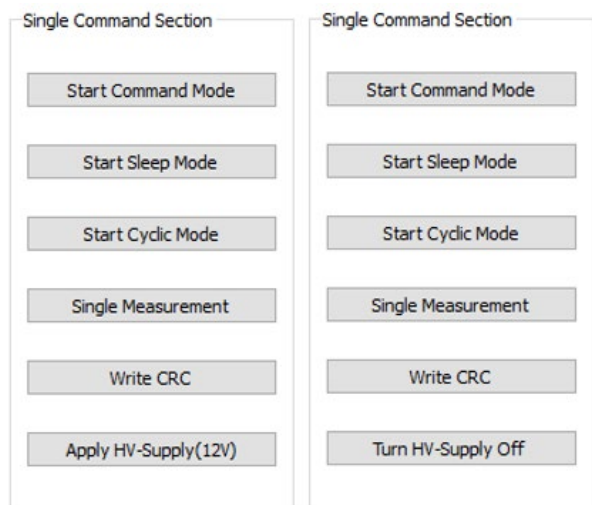 Single Command Section
Start Command Mode
Start Sleep Mode
Start Cyclic Mode
Single Measurement
Write CRC
Apply HV-Supply(12V)
Single Command Section
Start Command Mode
Start Sleep Mode
Start Cyclic Mode
Single Measurement
Write CRC
Turn HV-Supply Off